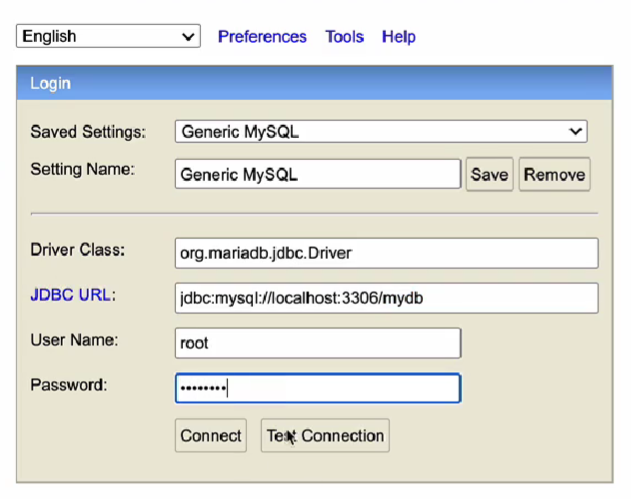 English Preferences Tools Help
Login
Saved Settings: Generic MySQL
Setting Name: Generic MySQL Save Remove
Driver Class: org.mariadb.jdbc.Driver
JDBC URL: jdbc:mysql://localhost:3306/mydb
User Name: root
Password: ••••••••
Connect Test Connection